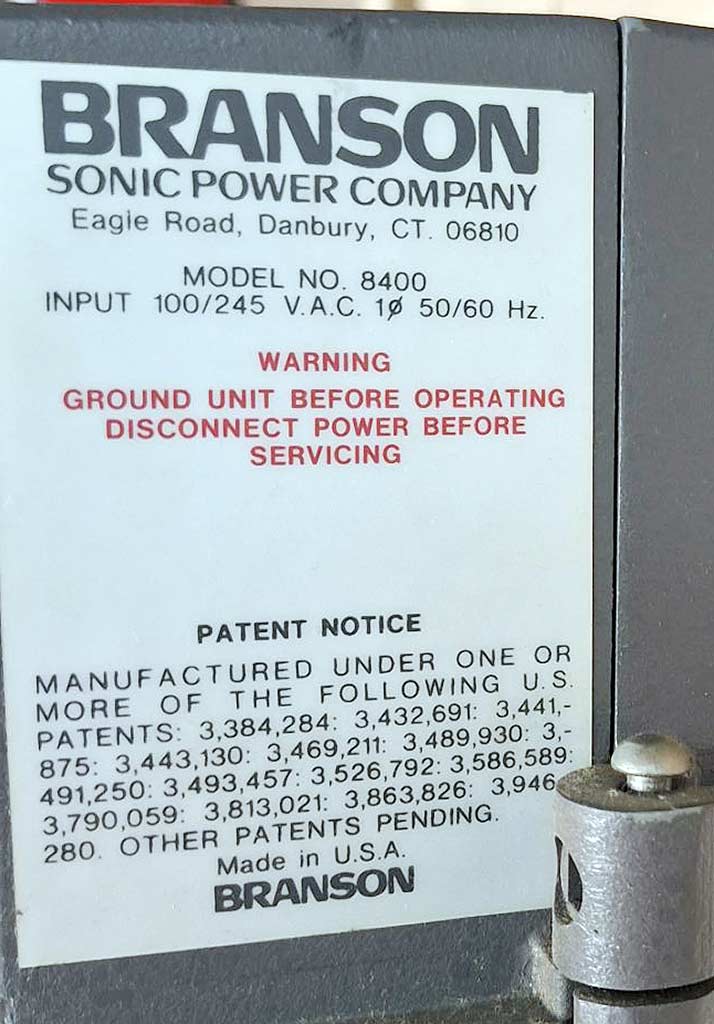 BRANSON
SONIC POWER COMPANY
Eagle Road, Danbury, CT. 06810
MODEL NO. 8400
INPUT 100/245 V.A.C. 1ø 50/60 Hz.
WARNING
GROUND UNIT BEFORE OPERATING
DISCONNECT POWER BEFORE
SERVICING
PATENT NOTICE
MANUFACTURED UNDER ONE OR
MORE OF THE FOLLOWING U.S.
PATENTS: 3,384,284: 3,432,691: 3,441,-
875: 3,443,130: 3,469,211: 3,489,930: 3,-
491,250: 3,493,457: 3,526,792: 3,586,589:
3,790,059: 3,813,021: 3,863,826: 3,946,-
280. OTHER PATENTS PENDING.
Made in U.S.A.
BRANSON